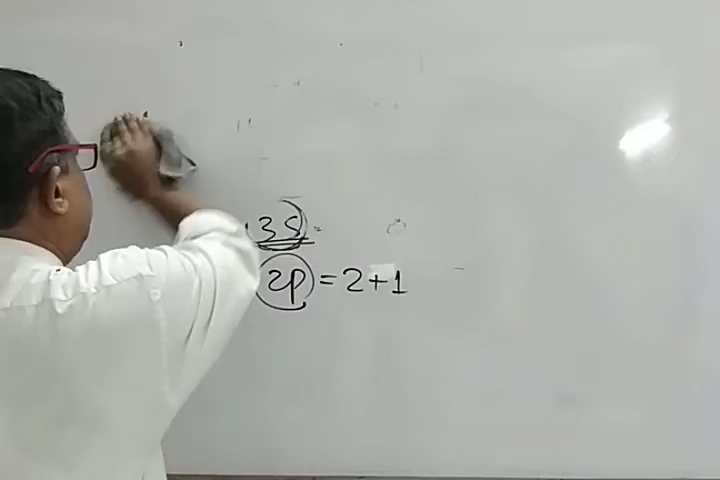 3S =
2p = 2+1